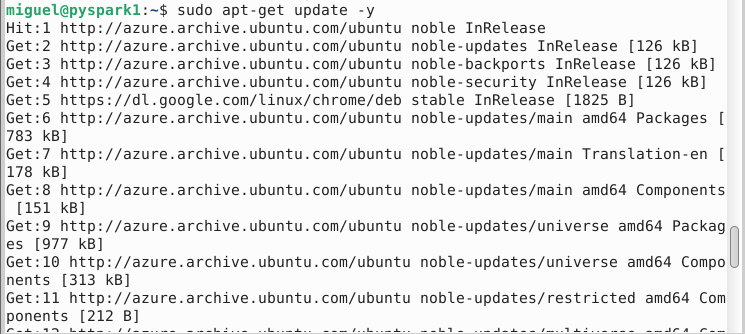 miguel@pyspark1:~$ sudo apt-get update -y
Hit:1 http://azure.archive.ubuntu.com/ubuntu noble InRelease
Get:2 http://azure.archive.ubuntu.com/ubuntu noble-updates InRelease [126 kB]
Get:3 http://azure.archive.ubuntu.com/ubuntu noble-backports InRelease [126 kB]
Get:4 http://azure.archive.ubuntu.com/ubuntu noble-security InRelease [126 kB]
Get:5 https://dl.google.com/linux/chrome/deb stable InRelease [1825 B]
Get:6 http://azure.archive.ubuntu.com/ubuntu noble-updates/main amd64 Packages [
783 kB]
Get:7 http://azure.archive.ubuntu.com/ubuntu noble-updates/main Translation-en [
178 kB]
Get:8 http://azure.archive.ubuntu.com/ubuntu noble-updates/main amd64 Components
 [151 kB]
Get:9 http://azure.archive.ubuntu.com/ubuntu noble-updates/universe amd64 Packag
es [977 kB]
Get:10 http://azure.archive.ubuntu.com/ubuntu noble-updates/universe amd64 Compo
nents [313 kB]
Get:11 http://azure.archive.ubuntu.com/ubuntu noble-updates/restricted amd64 Com
ponents [212 B]